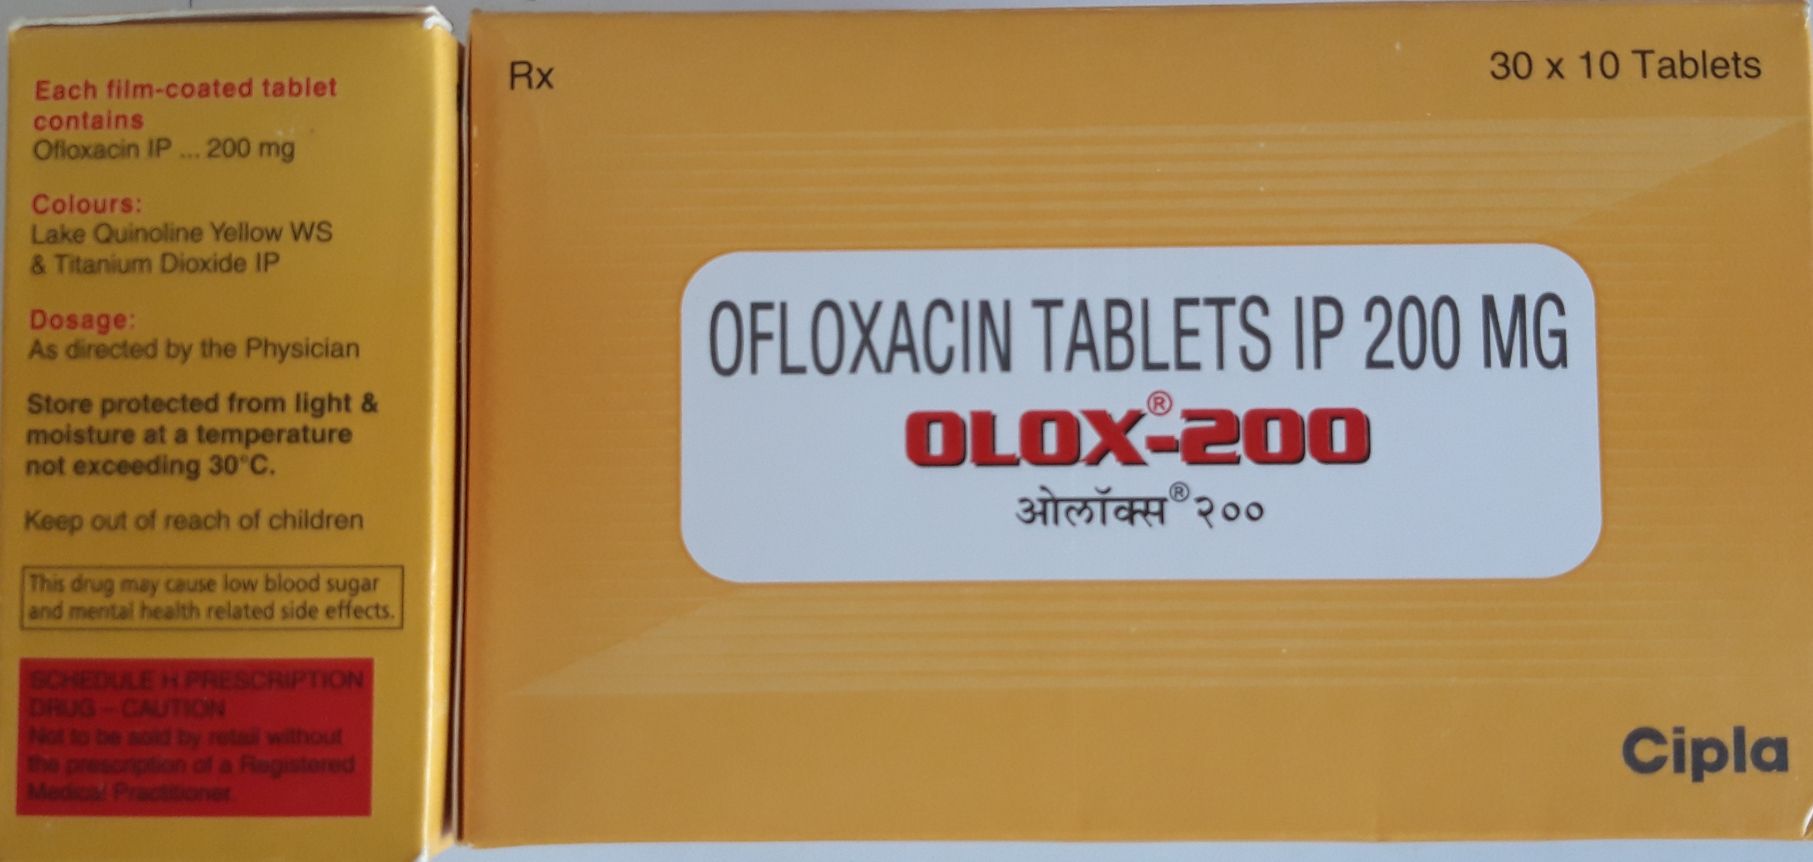 Each film-coated tablet
contains
Ofloxacin IP ... 200 mg
Colours:
Lake Quinoline Yellow WS
& Titanium Dioxide IP
Dosage:
As directed by the Physician
Store protected from light &
moisture at a temperature
not exceeding 30°C.
Keep out of reach of children
This drug may cause low blood sugar
and mental health related side effects.
SCHEDULE H PRESCRIPTION
DRUG – CAUTION
Not to be sold by retail without
the prescription of a Registered
Medical Practitioner.
Rx
30 x 10 Tablets
OFLOXACIN TABLETS IP 200 MG
OLOX®-200
ओलॉक्स® २००
Cipla